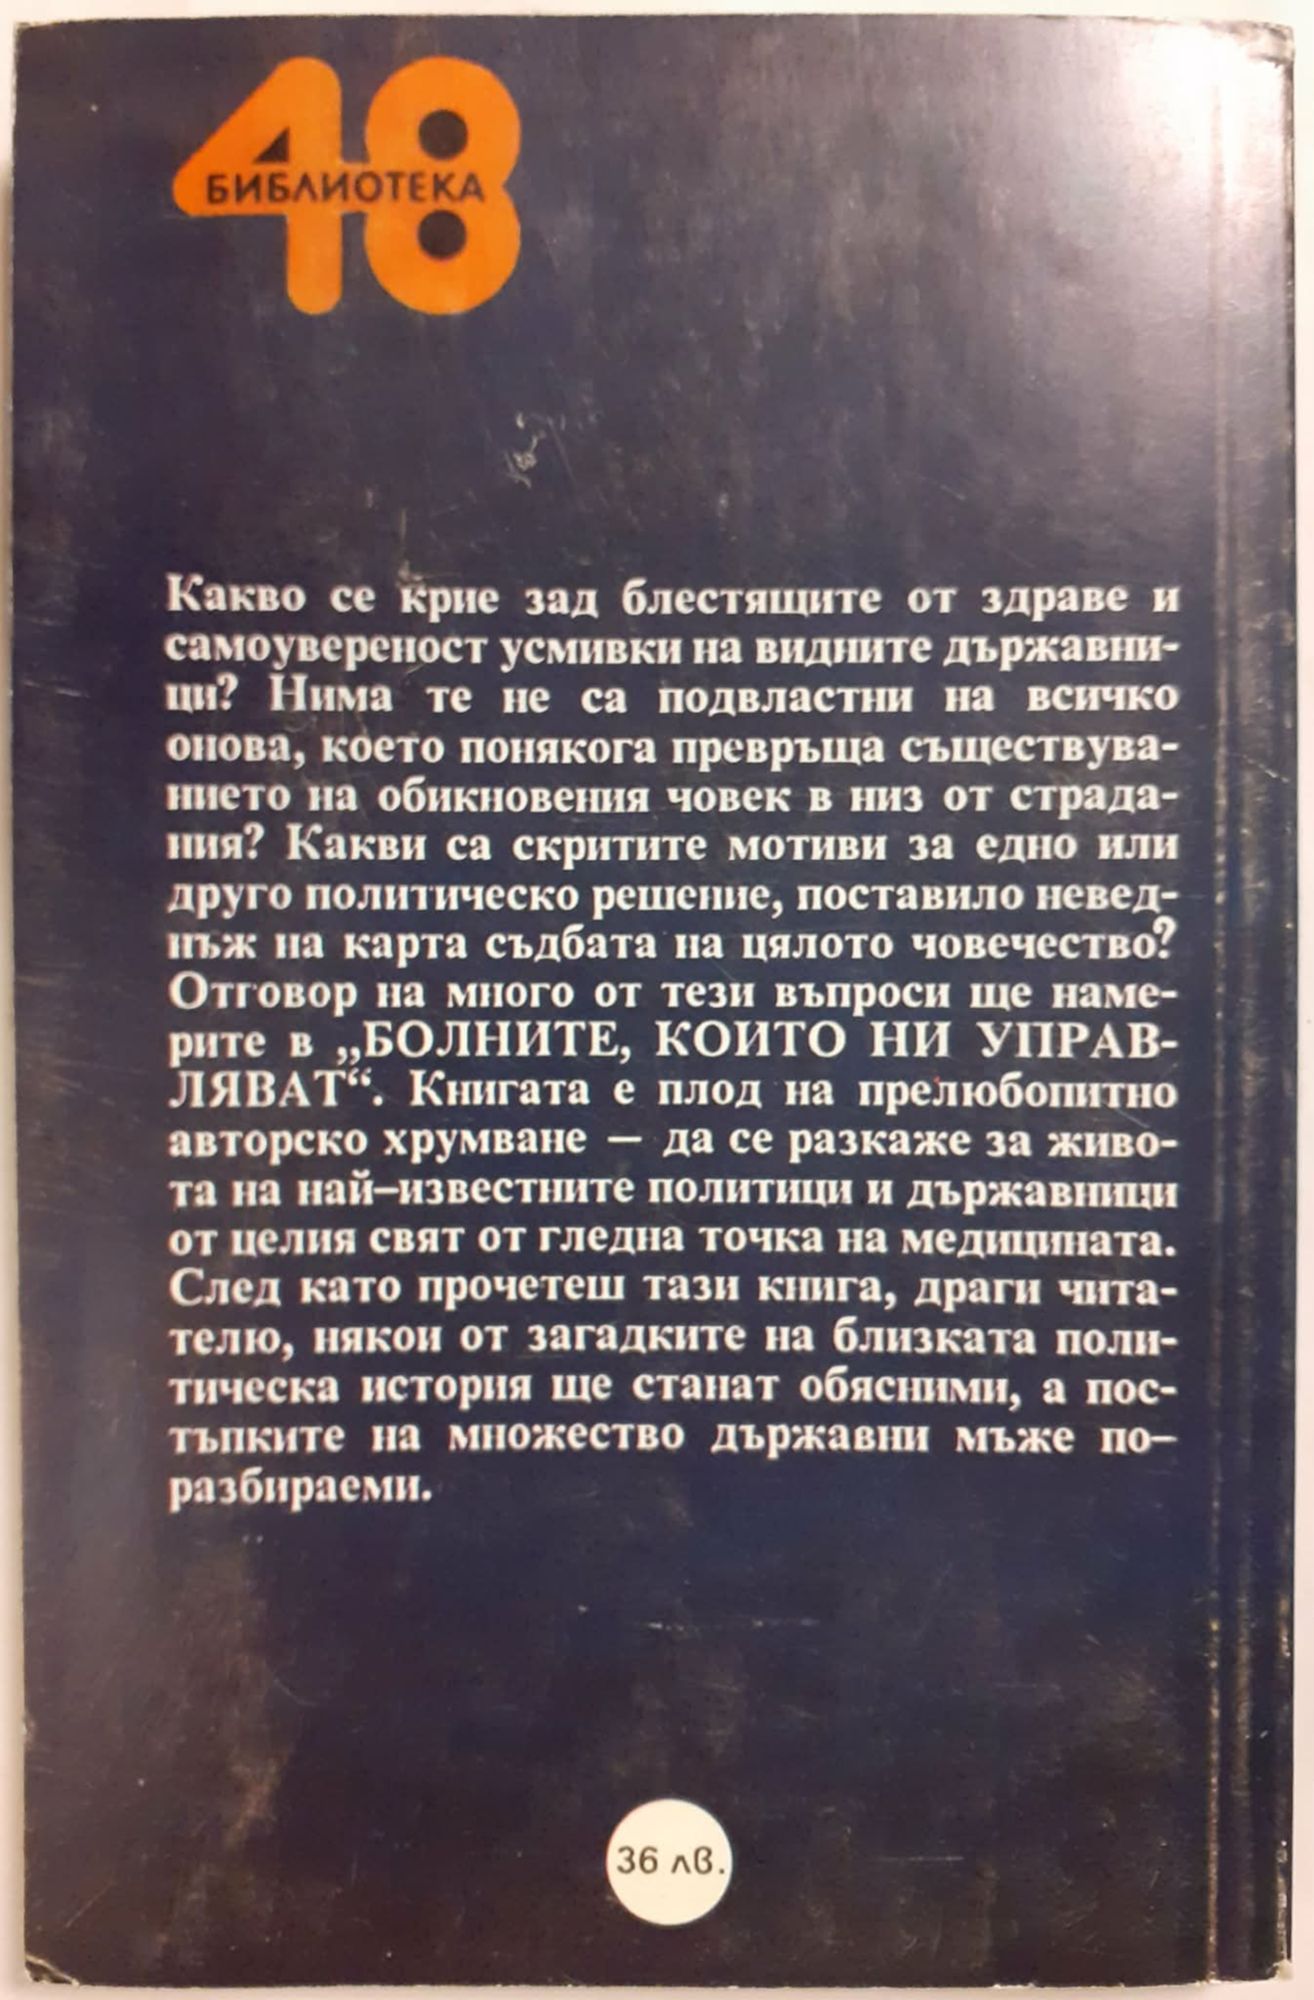 48
БИБЛИОТЕКА
Какво се крие зад блестящите от здраве и
самоувереност усмивки на видните държавни-
ци? Нима те не са подвластни на всичко
онова, което понякога превръща съществува-
нието на обикновения човек в низ от страда-
ния? Какви са скритите мотиви за едно или
друго политическо решение, поставило невед-
нъж на карта съдбата на цялото човечество?
Отговор на много от тези въпроси ще наме-
рите в „БОЛНИТЕ, КОИТО НИ УПРАВ-
ЛЯВАТ“. Книгата е плод на прелюбопитно
авторско хрумване — да се разкаже за живо-
та на най–известните политици и държавници
от целия свят от гледна точка на медицината.
След като прочетеш тази книга, драги чита-
телю, някои от загадките на близката поли-
тическа история ще станат обясними, а пос-
тъпките на множество държавни мъже по–
разбираеми.
36 лв.